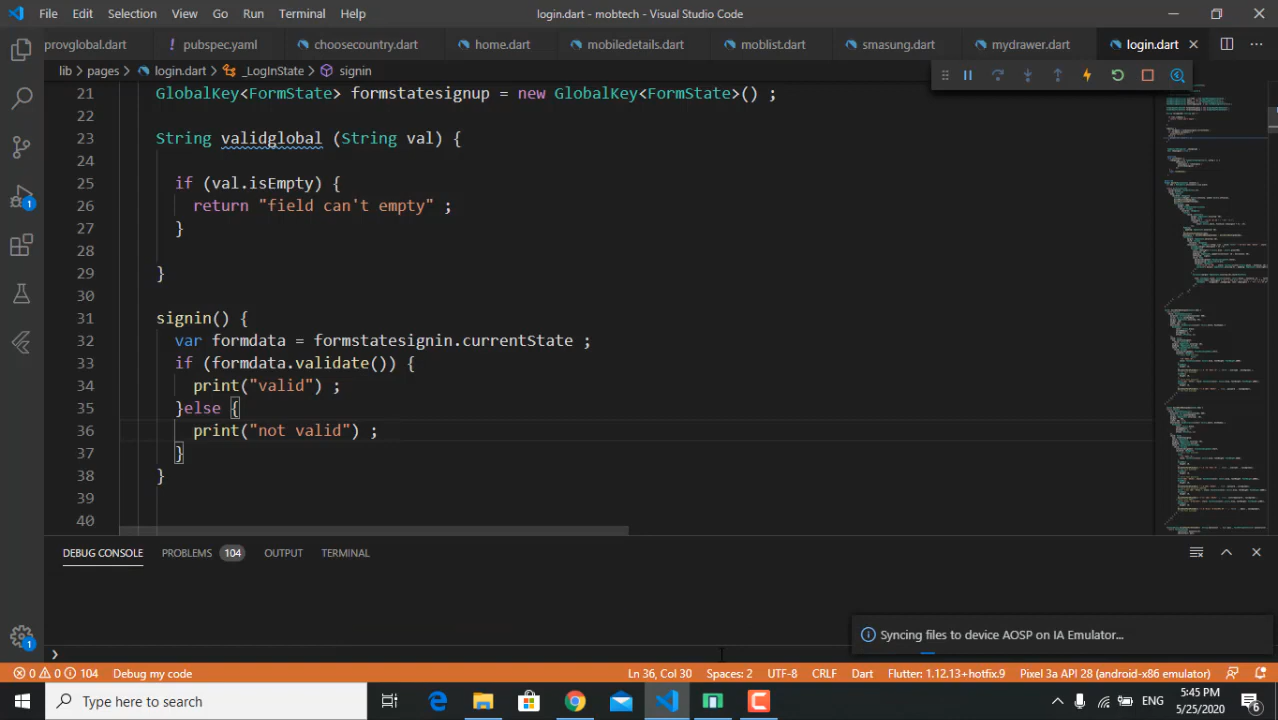 File Edit Selection View Go Run Terminal Help login.dart - mobtech - Visual Studio Code
provglobal.dart pubspec.yaml choosecountry.dart home.dart mobiledetails.dart moblist.dart smasung.dart mydrawer.dart login.dart
lib > pages > login.dart > _LogInState > signin
21 GlobalKey<FormState> formstatesignup = new GlobalKey<FormState>() ;
22
23 String validglobal (String val) {
24
25 if (val.isEmpty) {
26 return "field can't empty" ;
27 }
28
29 }
30
31 signin() {
32 var formdata = formstatesignin.currentState ;
33 if (formdata.validate()) {
34 print("valid") ;
35 }else {
36 print("not valid") ;
37 }
38 }
39
40
DEBUG CONSOLE PROBLEMS 104 OUTPUT TERMINAL
Syncing files to device AOSP on IA Emulator...
0 0 104 Debug my code Ln 36, Col 30 Spaces: 2 UTF-8 CRLF Dart Flutter: 1.12.13+hotfix.9 Pixel 3a API 28 (android-x86 emulator)
Type here to search ENG 5:45 PM
5/25/2020 6